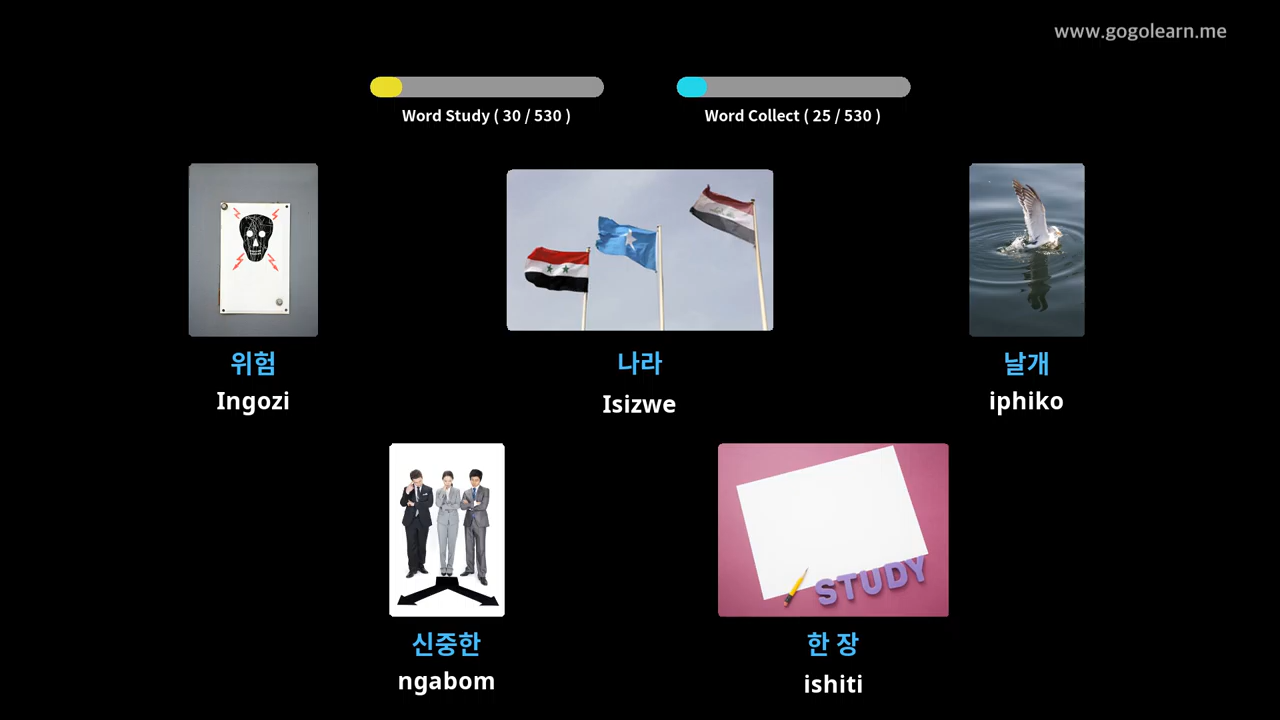 www.gogolearn.me
Word Study ( 30 / 530 )
Word Collect ( 25 / 530 )
위험
Ingozi
나라
Isizwe
날개
iphiko
STUDY
신중한
ngabom
한 장
ishiti